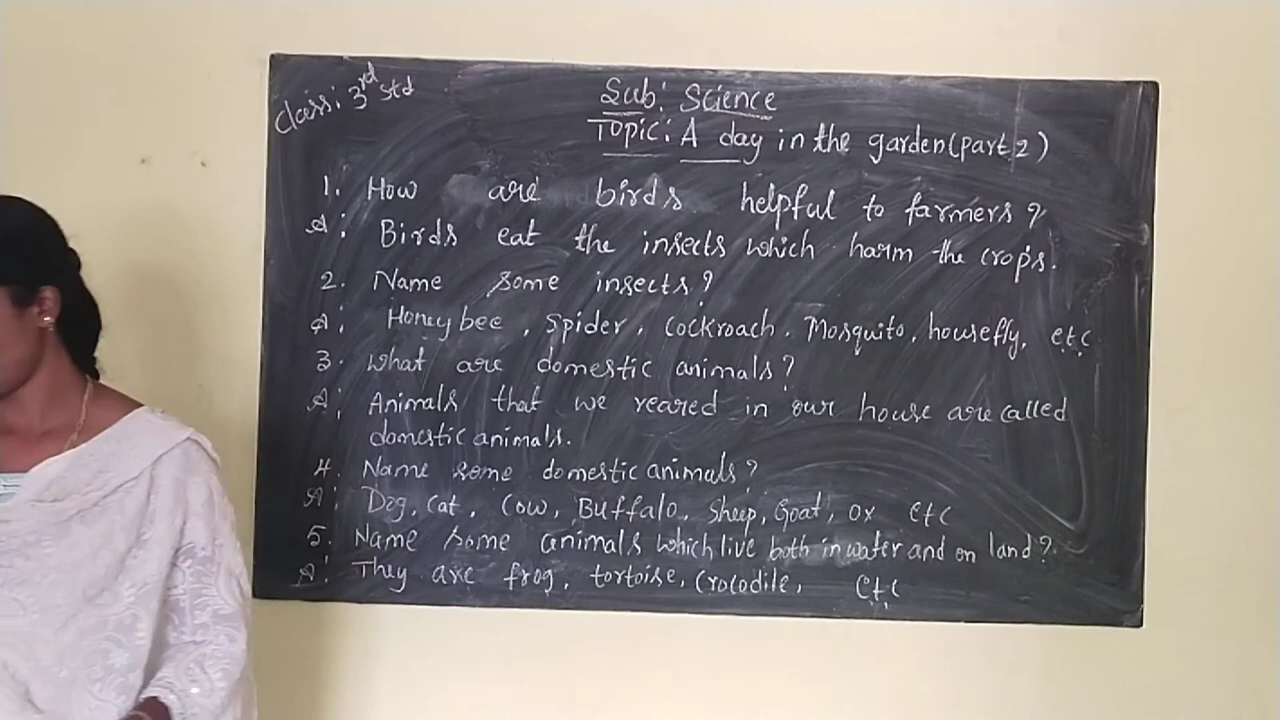 Class: 3rd Std
Sub: Science
Topic: A day in the garden (part 2)
1. How are birds helpful to farmers?
A: Birds eat the insects which harm the crops.
2. Name some insects?
A: Honey bee, Spider, Cockroach, Mosquito, housefly, etc
3. What are domestic animals?
A: Animals that we reared in our house are called
domestic animals.
4. Name some domestic animals?
A: Dog, Cat, Cow, Buffalo, Sheep, Goat, Ox etc
5. Name some animals which live both in water and on land?
A: They are frog, tortoise, Crocodile, etc